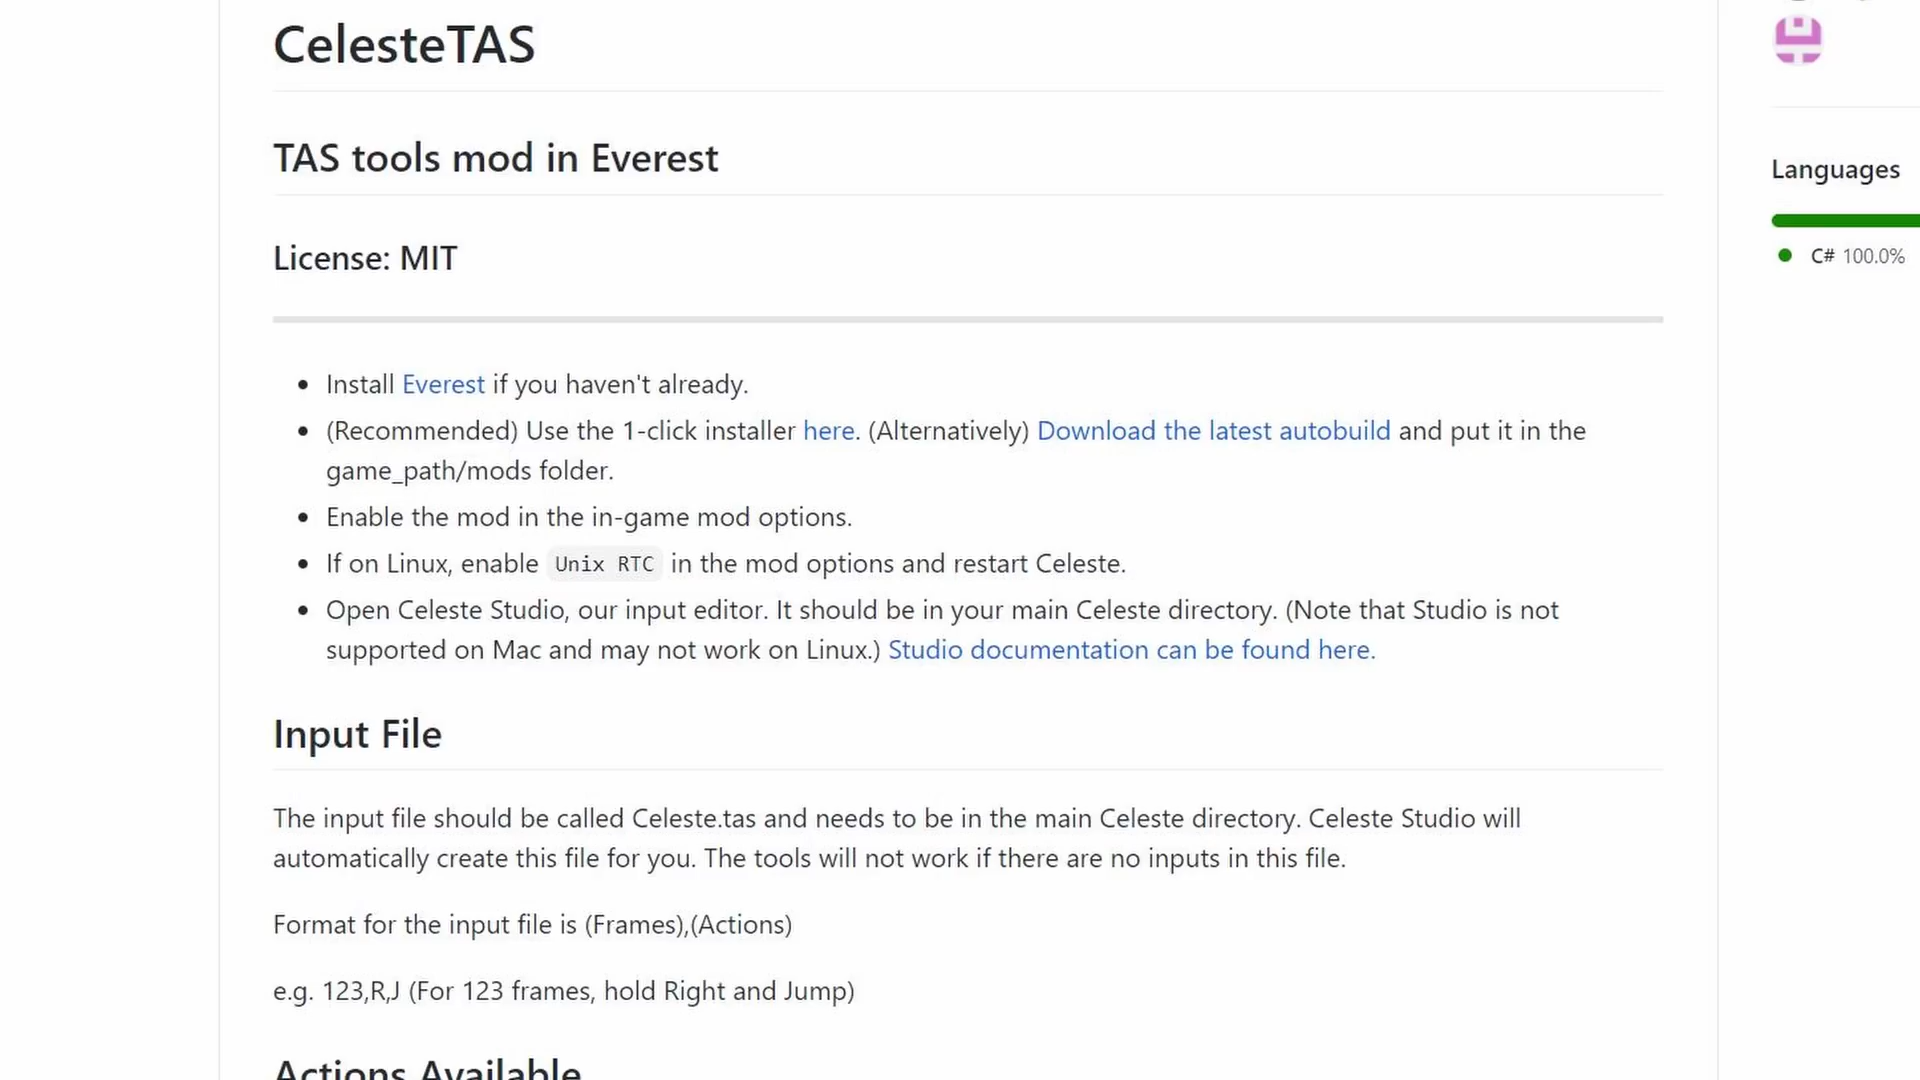 CelesteTAS
TAS tools mod in Everest
Languages
C# 100.0%
License: MIT
Install Everest if you haven't already.
(Recommended) Use the 1-click installer here. (Alternatively) Download the latest autobuild and put it in the
game_path/mods folder.
Enable the mod in the in-game mod options.
If on Linux, enable Unix RTC in the mod options and restart Celeste.
Open Celeste Studio, our input editor. It should be in your main Celeste directory. (Note that Studio is not
supported on Mac and may not work on Linux.) Studio documentation can be found here.
Input File
The input file should be called Celeste.tas and needs to be in the main Celeste directory. Celeste Studio will
automatically create this file for you. The tools will not work if there are no inputs in this file.
Format for the input file is (Frames),(Actions)
e.g. 123,R,J (For 123 frames, hold Right and Jump)
Actions Available